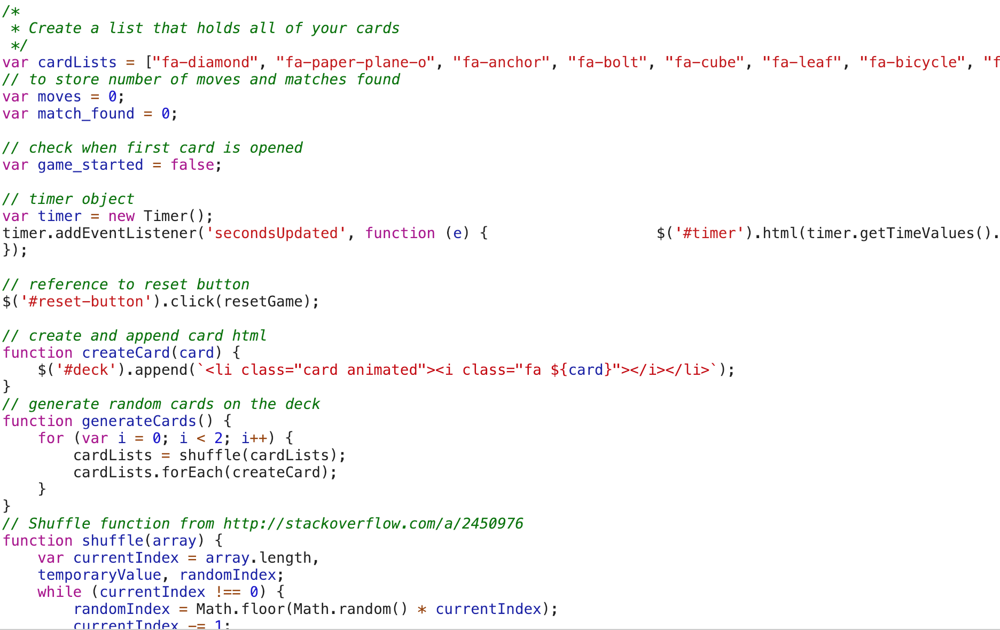 /*
 * Create a list that holds all of your cards
 */
var cardLists = ["fa-diamond", "fa-paper-plane-o", "fa-anchor", "fa-bolt", "fa-cube", "fa-leaf", "fa-bicycle", "f
// to store number of moves and matches found
var moves = 0;
var match_found = 0;

// check when first card is opened
var game_started = false;

// timer object
var timer = new Timer();
timer.addEventListener('secondsUpdated', function (e) {                   $('#timer').html(timer.getTimeValues().
});

// reference to reset button
$('#reset-button').click(resetGame);

// create and append card html
function createCard(card) {
    $('#deck').append(`<li class="card animated"><i class="fa ${card}"></i></li>`);
}
// generate random cards on the deck
function generateCards() {
    for (var i = 0; i < 2; i++) {
        cardLists = shuffle(cardLists);
        cardLists.forEach(createCard);
    }
}
// Shuffle function from http://stackoverflow.com/a/2450976
function shuffle(array) {
    var currentIndex = array.length,
    temporaryValue, randomIndex;
    while (currentIndex !== 0) {
        randomIndex = Math.floor(Math.random() * currentIndex);
        currentIndex -= 1;